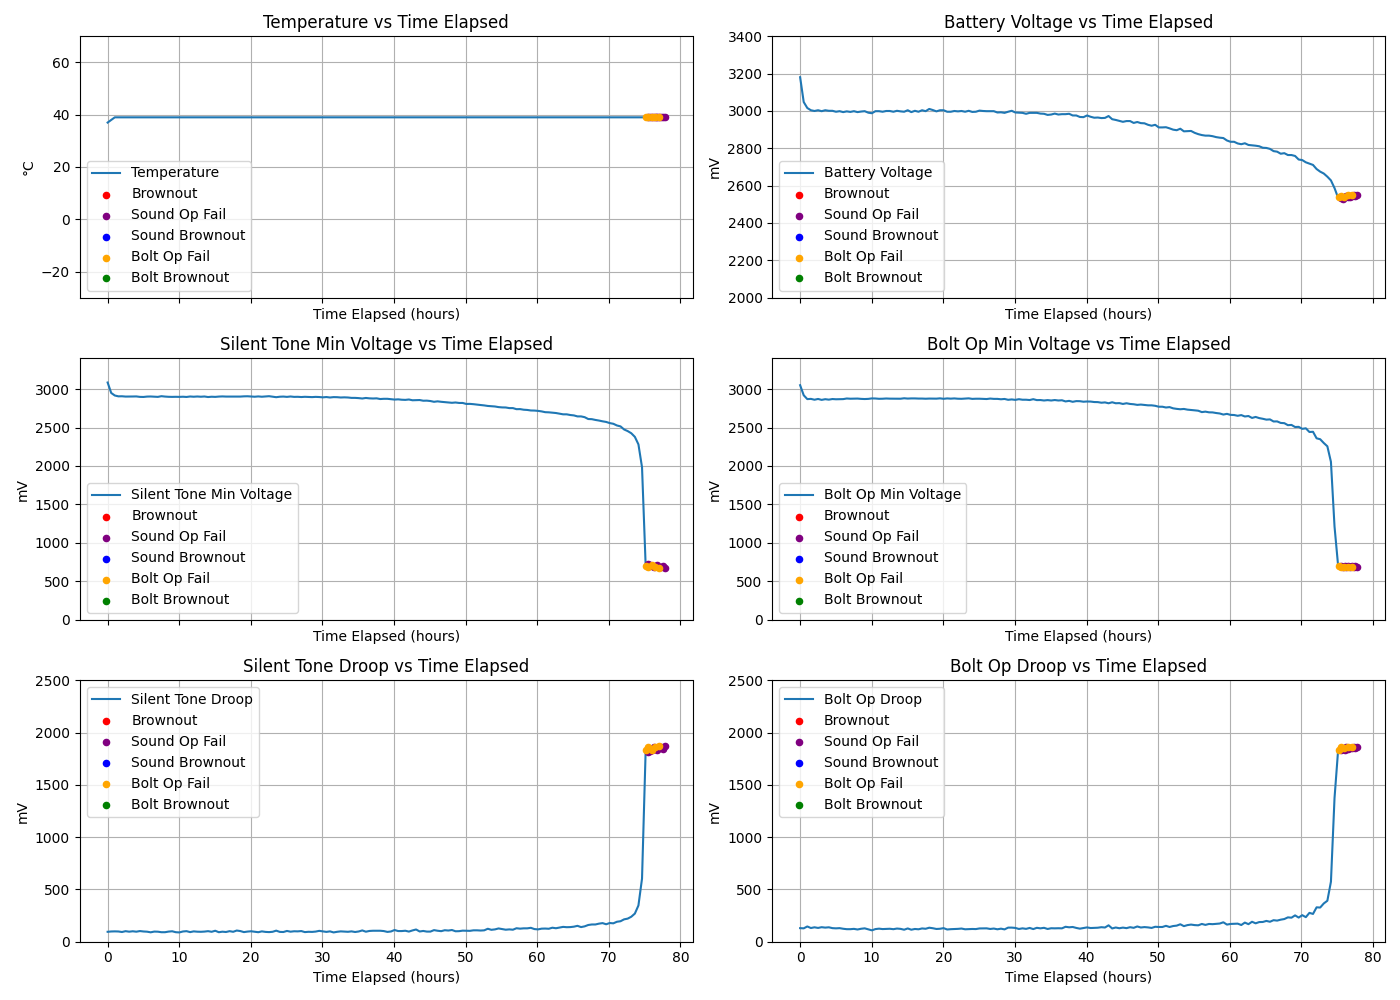 Temperature vs Time Elapsed
60
40
20
0
−20
°C
Temperature
Brownout
Sound Op Fail
Sound Brownout
Bolt Op Fail
Bolt Brownout
Time Elapsed (hours)
Battery Voltage vs Time Elapsed
3400
3200
3000
2800
2600
2400
2200
2000
mV
Battery Voltage
Brownout
Sound Op Fail
Sound Brownout
Bolt Op Fail
Bolt Brownout
Time Elapsed (hours)
Silent Tone Min Voltage vs Time Elapsed
3000
2500
2000
1500
1000
500
0
mV
Silent Tone Min Voltage
Brownout
Sound Op Fail
Sound Brownout
Bolt Op Fail
Bolt Brownout
Time Elapsed (hours)
Bolt Op Min Voltage vs Time Elapsed
3000
2500
2000
1500
1000
500
0
mV
Bolt Op Min Voltage
Brownout
Sound Op Fail
Sound Brownout
Bolt Op Fail
Bolt Brownout
Time Elapsed (hours)
Silent Tone Droop vs Time Elapsed
2500
2000
1500
1000
500
0
mV
Silent Tone Droop
Brownout
Sound Op Fail
Sound Brownout
Bolt Op Fail
Bolt Brownout
0 10 20 30 40 50 60 70 80
Time Elapsed (hours)
Bolt Op Droop vs Time Elapsed
2500
2000
1500
1000
500
0
mV
Bolt Op Droop
Brownout
Sound Op Fail
Sound Brownout
Bolt Op Fail
Bolt Brownout
0 10 20 30 40 50 60 70 80
Time Elapsed (hours)